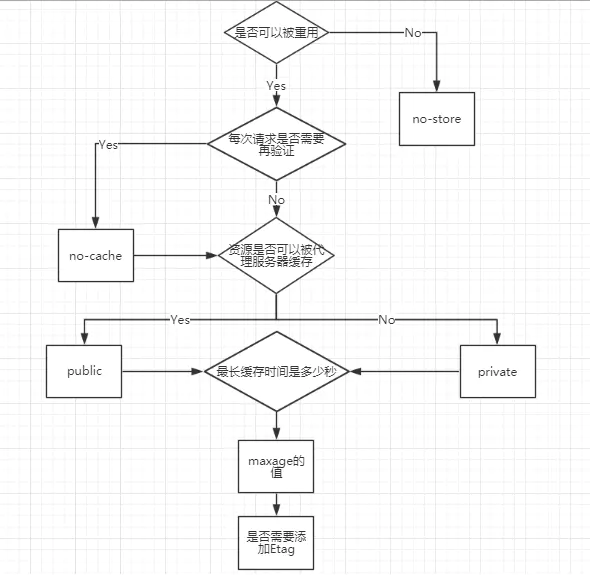 是否可以被重用
No
Yes
no-store
每次请求是否需要
再验证
Yes
No
no-cache
资源是否可以被代
理服务器缓存
Yes
No
public
最长缓存时间是多少秒
private
maxage的
值
是否需要添
加Etag